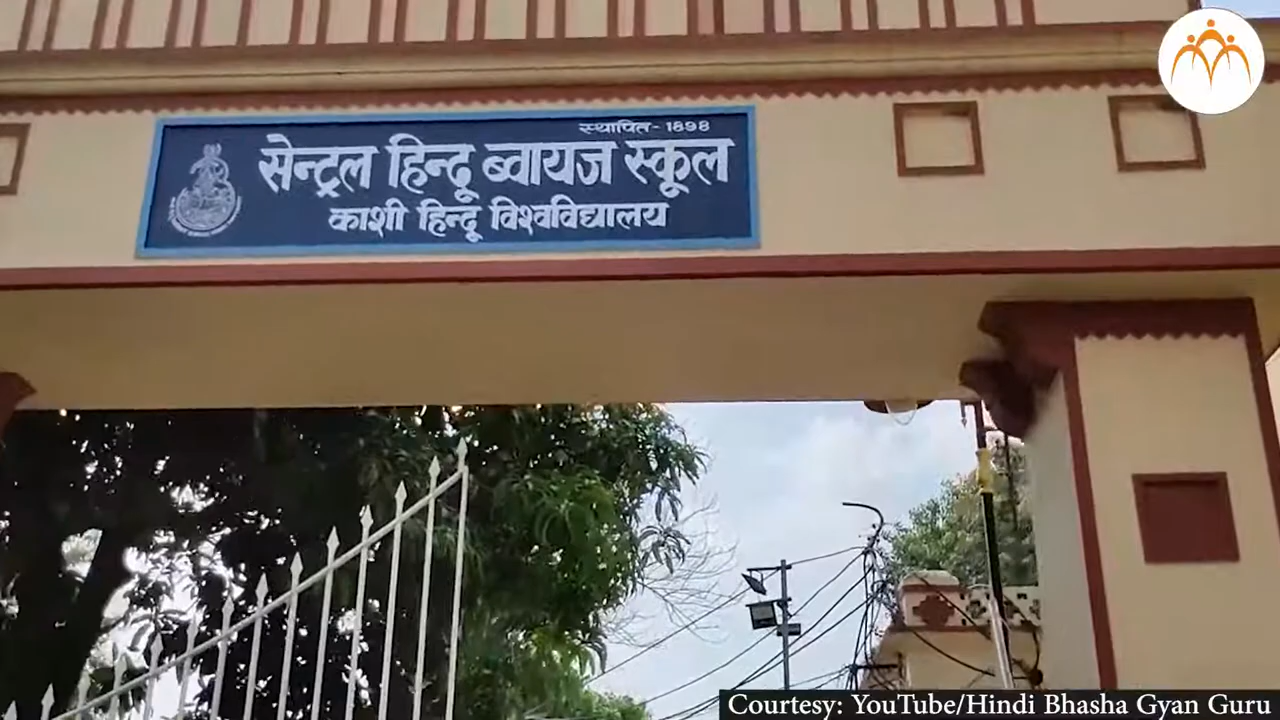 स्थापित- 1898
सेन्ट्रल हिन्दू ब्वायज स्कूल
काशी हिन्दू विश्वविद्यालय
Courtesy: YouTube/Hindi Bhasha Gyan Guru